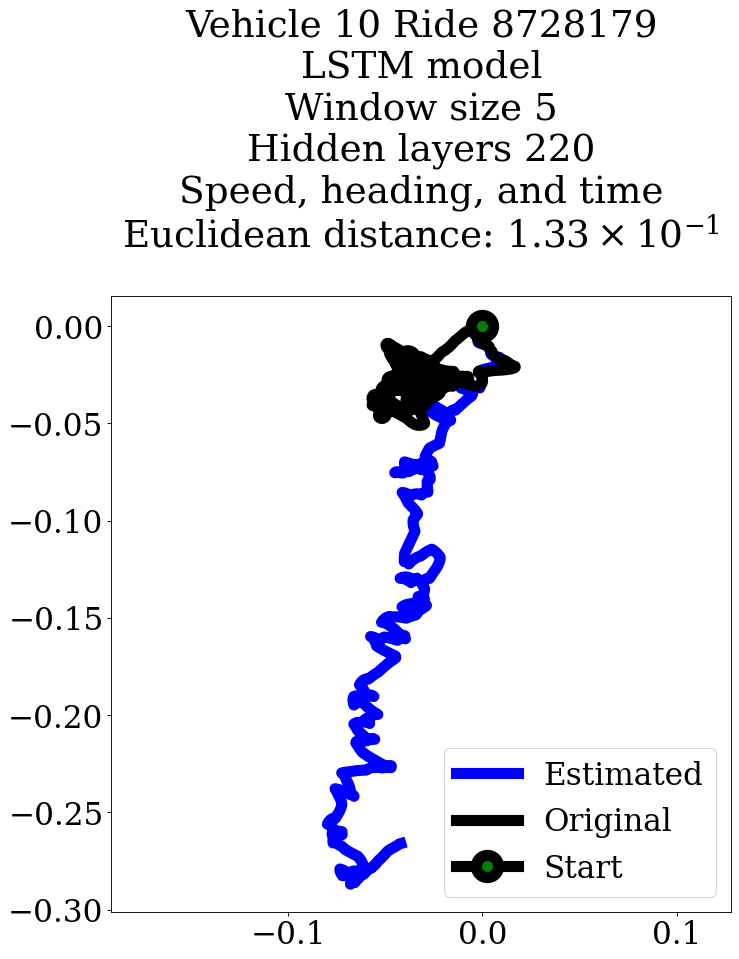 Vehicle 10 Ride 8728179
LSTM model
Window size 5
Hidden layers 220
Speed, heading, and time
Euclidean distance: 1.33 × 10⁻¹
0.00
−0.05
−0.10
−0.15
−0.20
−0.25
−0.30
−0.1
0.0
0.1
Estimated
Original
Start